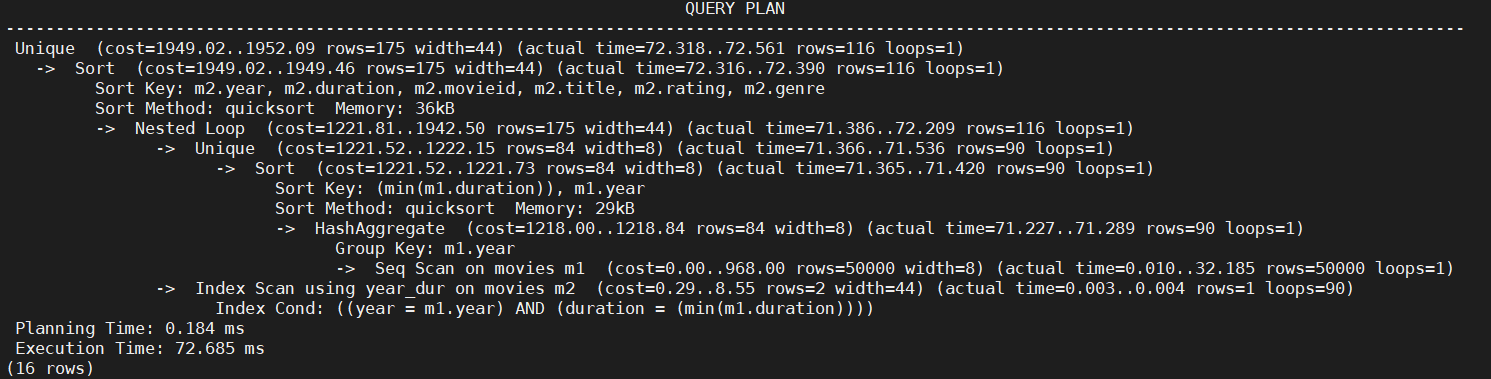 QUERY PLAN
-----------------------------------------------------------------------------------------------------------------------------------------------------
Unique  (cost=1949.02..1952.09 rows=175 width=44) (actual time=72.318..72.561 rows=116 loops=1)
  ->  Sort  (cost=1949.02..1949.46 rows=175 width=44) (actual time=72.316..72.390 rows=116 loops=1)
        Sort Key: m2.year, m2.duration, m2.movieid, m2.title, m2.rating, m2.genre
        Sort Method: quicksort  Memory: 36kB
        ->  Nested Loop  (cost=1221.81..1942.50 rows=175 width=44) (actual time=71.386..72.209 rows=116 loops=1)
              ->  Unique  (cost=1221.52..1222.15 rows=84 width=8) (actual time=71.366..71.536 rows=90 loops=1)
                    ->  Sort  (cost=1221.52..1221.73 rows=84 width=8) (actual time=71.365..71.420 rows=90 loops=1)
                          Sort Key: (min(m1.duration)), m1.year
                          Sort Method: quicksort  Memory: 29kB
                          ->  HashAggregate  (cost=1218.00..1218.84 rows=84 width=8) (actual time=71.227..71.289 rows=90 loops=1)
                                Group Key: m1.year
                                ->  Seq Scan on movies m1  (cost=0.00..968.00 rows=50000 width=8) (actual time=0.010..32.185 rows=50000 loops=1)
              ->  Index Scan using year_dur on movies m2  (cost=0.29..8.55 rows=2 width=44) (actual time=0.003..0.004 rows=1 loops=90)
                    Index Cond: ((year = m1.year) AND (duration = (min(m1.duration))))
Planning Time: 0.184 ms
Execution Time: 72.685 ms
(16 rows)